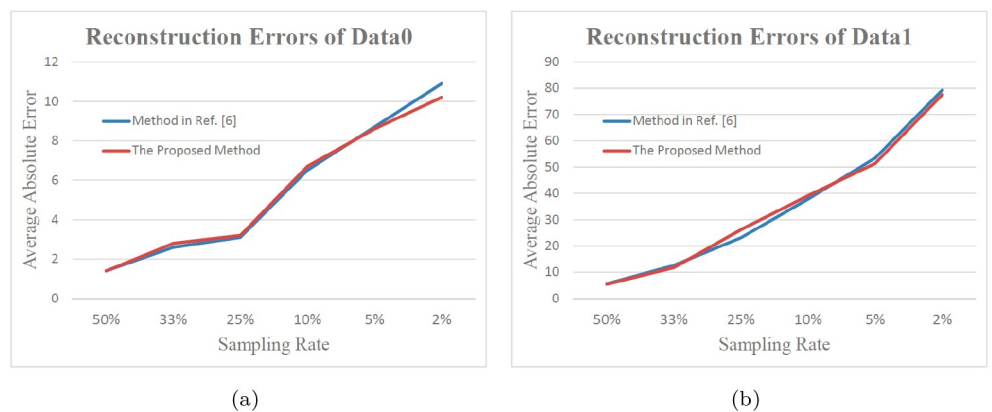 Reconstruction Errors of Data0
12
10
8
6
4
2
0
Average Absolute Error
Method in Ref. [6]
The Proposed Method
50% 33% 25% 10% 5% 2%
Sampling Rate
(a)
Reconstruction Errors of Data1
90
80
70
60
50
40
30
20
10
0
Average Absolute Error
Method in Ref. [6]
The Proposed Method
50% 33% 25% 10% 5% 2%
Sampling Rate
(b)